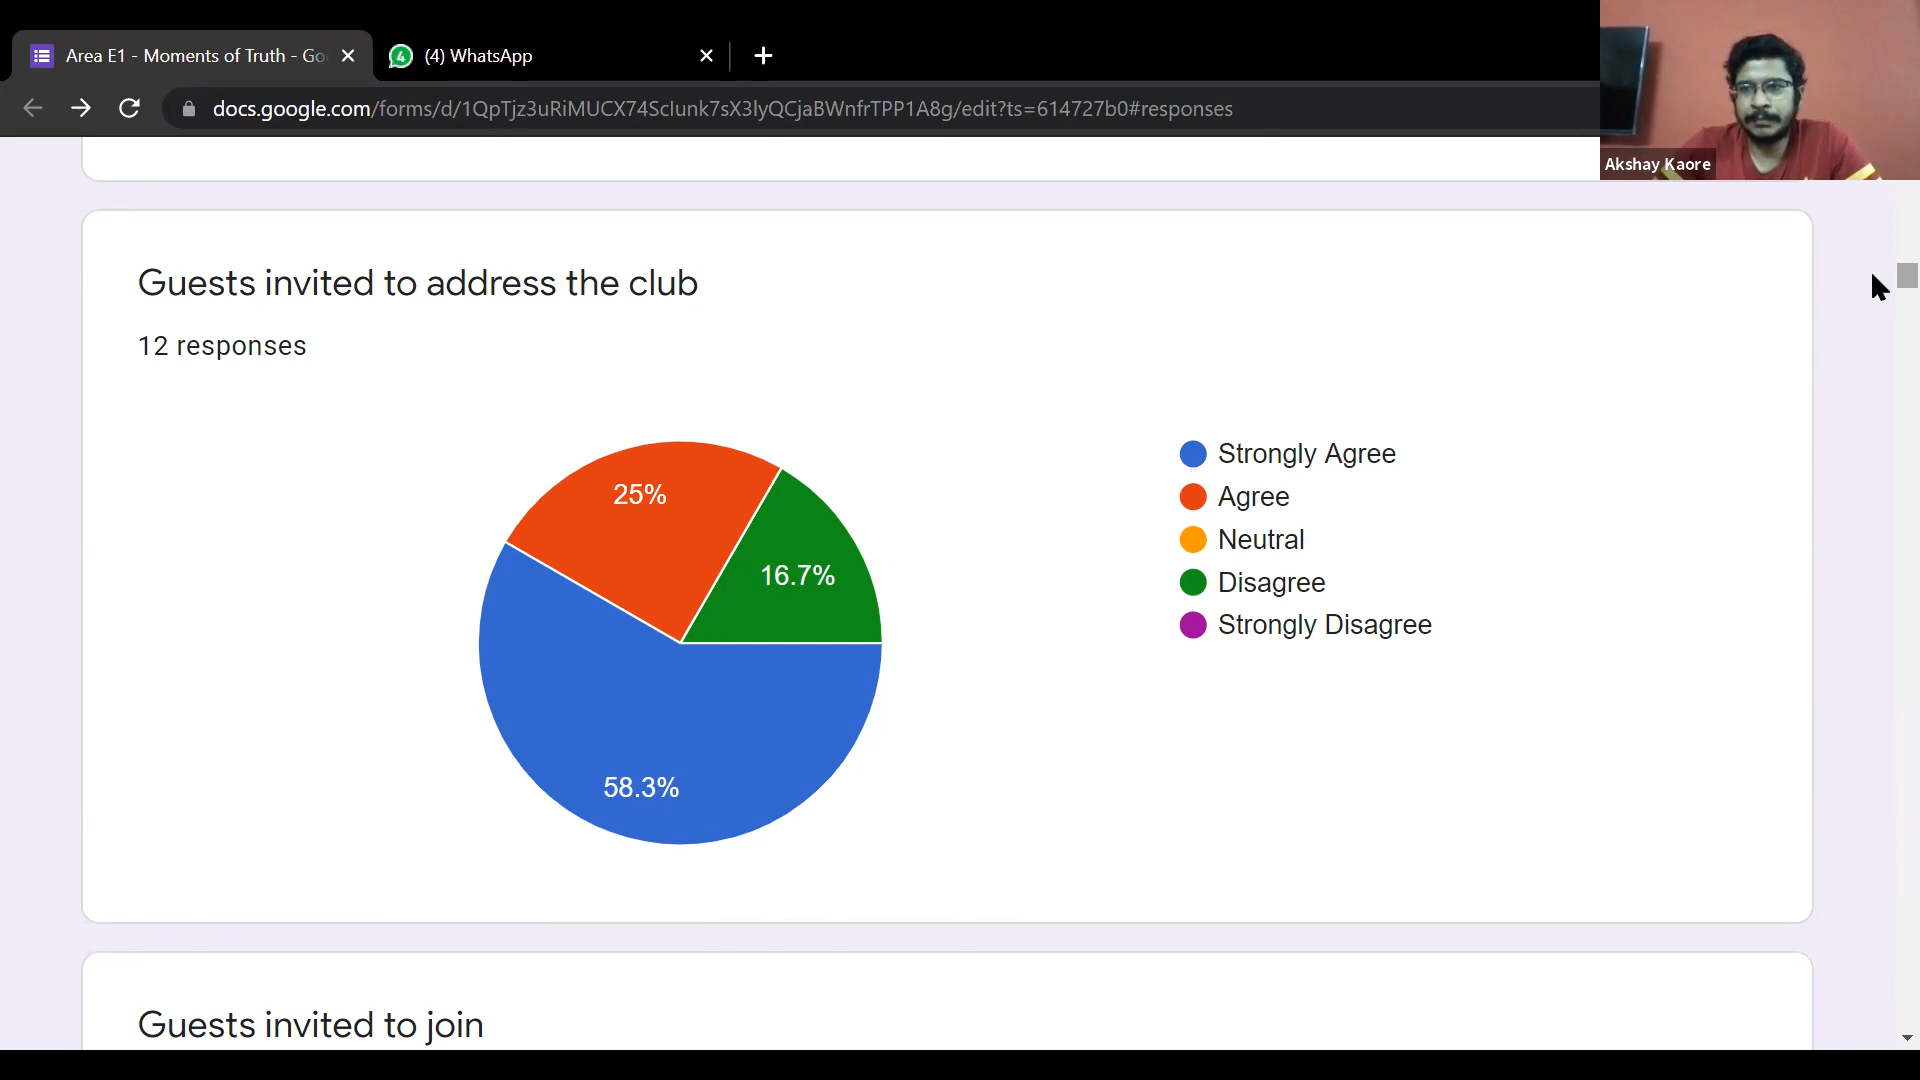 Area E1 - Moments of Truth - Go
(4) WhatsApp
docs.google.com/forms/d/1QpTjz3uRiMUCX74ScIunk7sX3lyQCjaBWnfrTPP1A8g/edit?ts=614727b0#responses
Akshay Kaore
Guests invited to address the club
12 responses
25%
16.7%
58.3%
Strongly Agree
Agree
Neutral
Disagree
Strongly Disagree
Guests invited to join